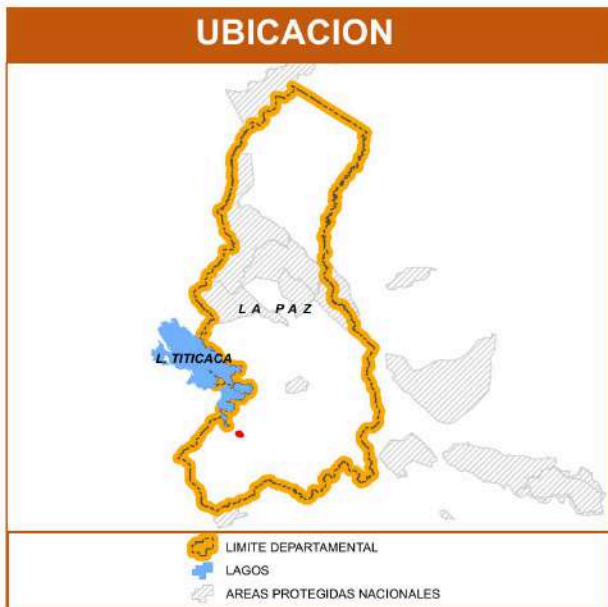 UBICACION
LA PAZ
L. TITICACA
LIMITE DEPARTAMENTAL
LAGOS
AREAS PROTEGIDAS NACIONALES